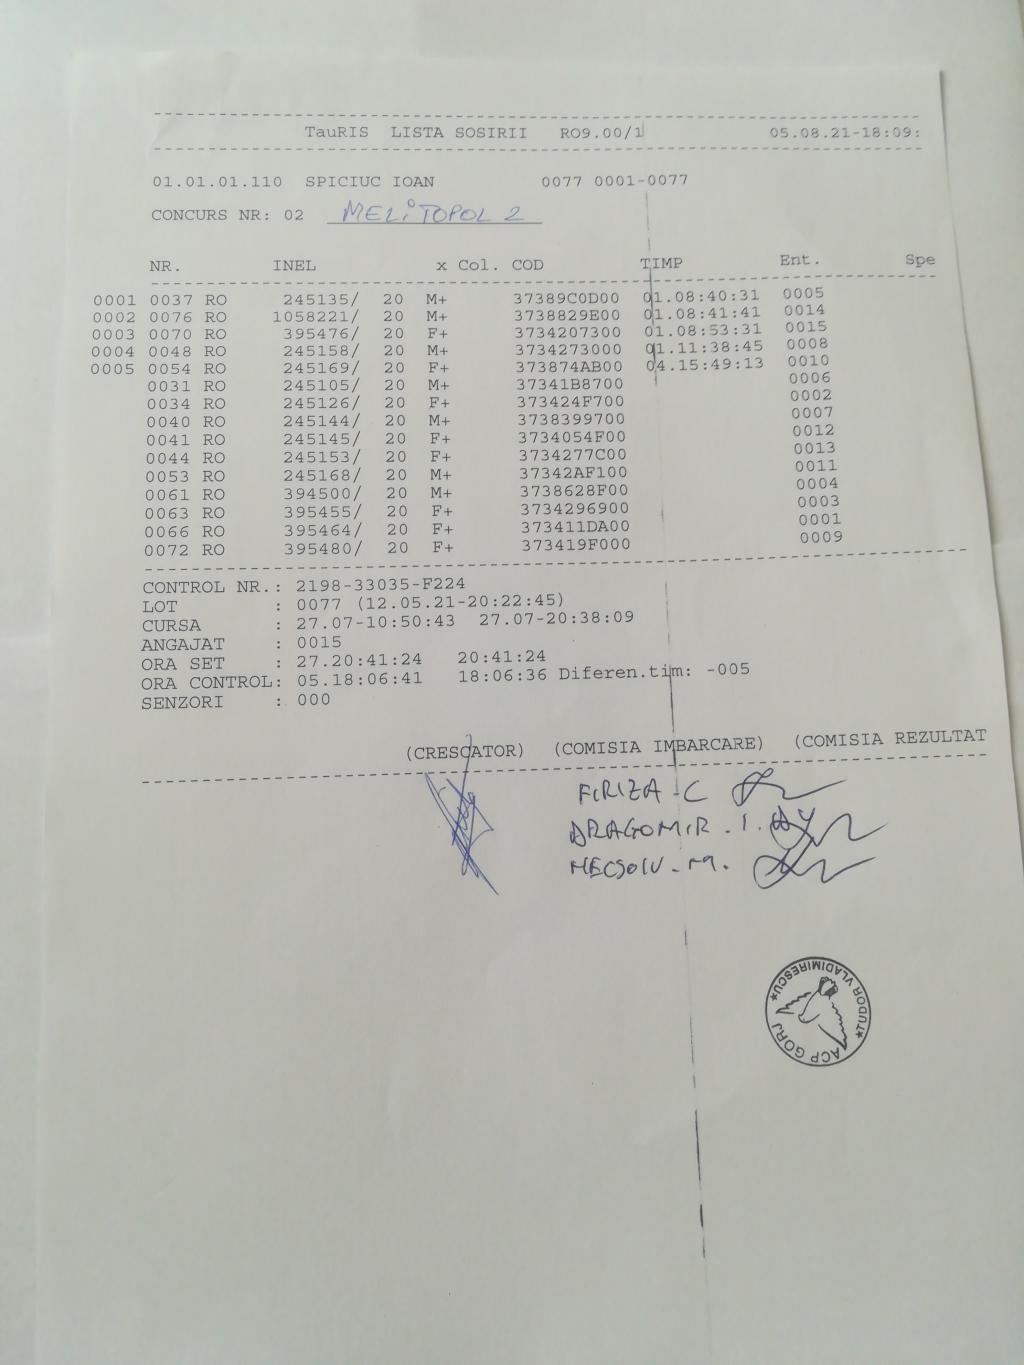 TauRIS LISTA SOSIRII RO9.00/1 05.08.21-18:09:
01.01.01.110 SPICIUC IOAN 0077 0001-0077
CONCURS NR: 02 MELITOPOL 2
NR. INEL x Col. COD TIMP Ent. Spe
0001 0037 RO 245135/ 20 M+ 37389C0D00 01.08:40:31 0005
0002 0076 RO 1058221/ 20 M+ 3738829E00 01.08:41:41 0014
0003 0070 RO 395476/ 20 F+ 3734207300 01.08:53:31 0015
0004 0048 RO 245158/ 20 M+ 3734273000 01.11:38:45 0008
0005 0054 RO 245169/ 20 F+ 373874AB00 04.15:49:13 0010
0031 RO 245105/ 20 M+ 37341B8700 0006
0034 RO 245126/ 20 F+ 373424F700 0002
0040 RO 245144/ 20 M+ 3738399700 0007
0041 RO 245145/ 20 F+ 3734054F00 0012
0044 RO 245153/ 20 F+ 3734277C00 0013
0053 RO 245168/ 20 M+ 37342AF100 0011
0061 RO 394500/ 20 M+ 3738628F00 0004
0063 RO 395455/ 20 F+ 3734296900 0003
0066 RO 395464/ 20 F+ 373411DA00 0001
0072 RO 395480/ 20 F+ 373419F000 0009
CONTROL NR.: 2198-33035-F224
LOT : 0077 (12.05.21-20:22:45)
CURSA : 27.07-10:50:43 27.07-20:38:09
ANGAJAT : 0015
ORA SET : 27.20:41:24 20:41:24
ORA CONTROL: 05.18:06:41 18:06:36 Diferen.tim: -005
SENZORI : 000
(CRESCATOR) (COMISIA IMBARCARE) (COMISIA REZULTAT
FIRIZA - C
DRAGOMIR . I.
M.
ACP GORJ *TUDOR VLADIMIRESCU*